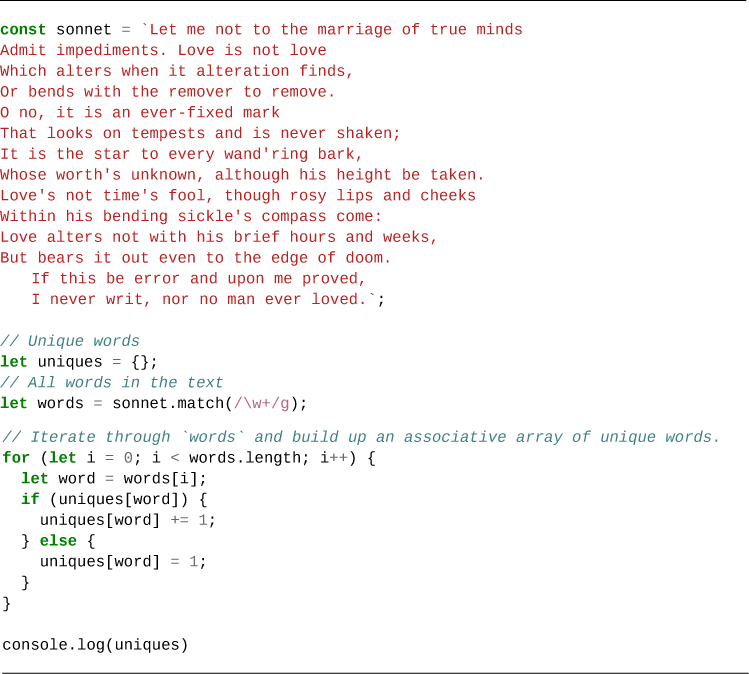 const sonnet = `Let me not to the marriage of true minds
Admit impediments. Love is not love
Which alters when it alteration finds,
Or bends with the remover to remove.
O no, it is an ever-fixed mark
That looks on tempests and is never shaken;
It is the star to every wand'ring bark,
Whose worth's unknown, although his height be taken.
Love's not time's fool, though rosy lips and cheeks
Within his bending sickle's compass come:
Love alters not with his brief hours and weeks,
But bears it out even to the edge of doom.
   If this be error and upon me proved,
   I never writ, nor no man ever loved.`;

// Unique words
let uniques = {};
// All words in the text
let words = sonnet.match(/\w+/g);

// Iterate through `words` and build up an associative array of unique words.
for (let i = 0; i < words.length; i++) {
  let word = words[i];
  if (uniques[word]) {
    uniques[word] += 1;
  } else {
    uniques[word] = 1;
  }
}

console.log(uniques)